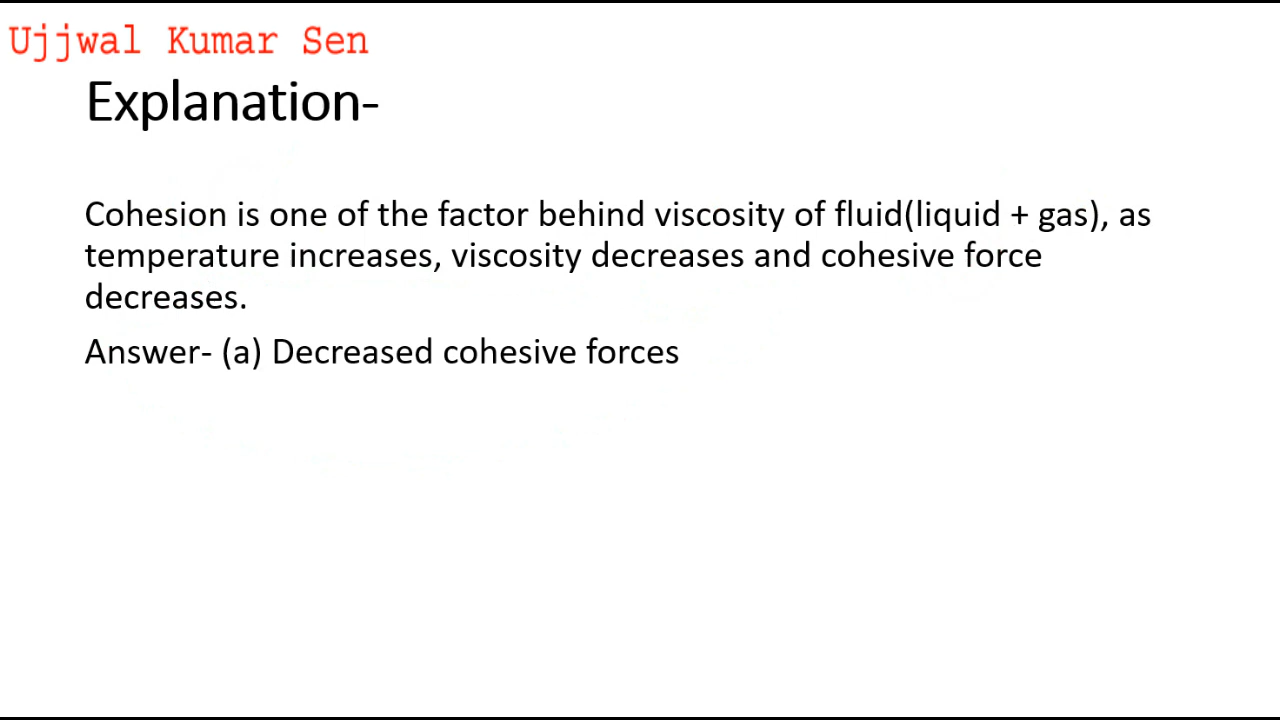 Ujjwal Kumar Sen
Explanation-
Cohesion is one of the factor behind viscosity of fluid(liquid + gas), as
temperature increases, viscosity decreases and cohesive force
decreases.
Answer- (a) Decreased cohesive forces